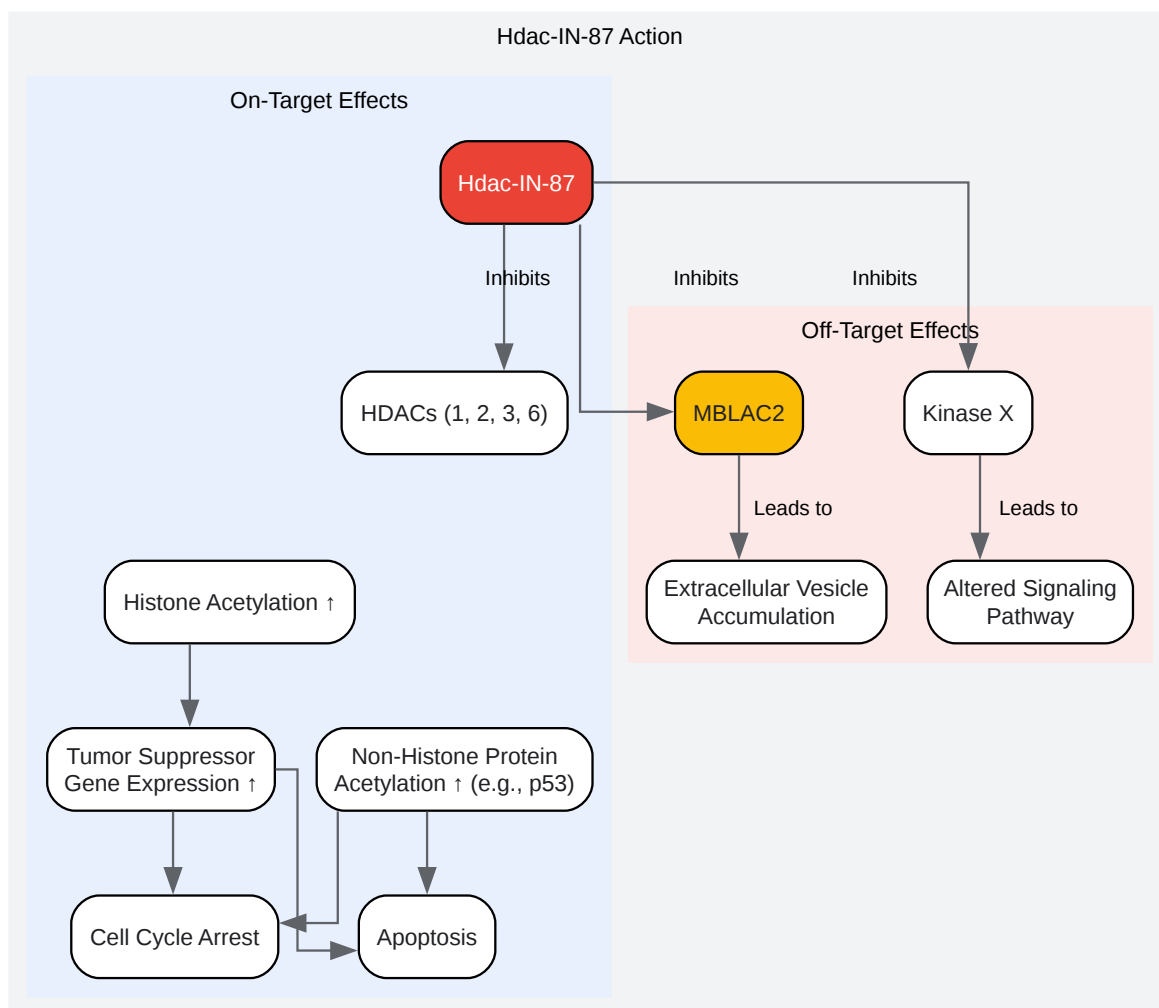 Hdac-IN-87 Action
On-Target Effects
Hdac-IN-87
Inhibits
Inhibits
Inhibits
Off-Target Effects
HDACs (1, 2, 3, 6)
MBLAC2
Kinase X
Leads to
Leads to
Histone Acetylation ↑
Extracellular Vesicle
Accumulation
Altered Signaling
Pathway
Tumor Suppressor
Gene Expression ↑
Non-Histone Protein
Acetylation ↑ (e.g., p53)
Cell Cycle Arrest
Apoptosis